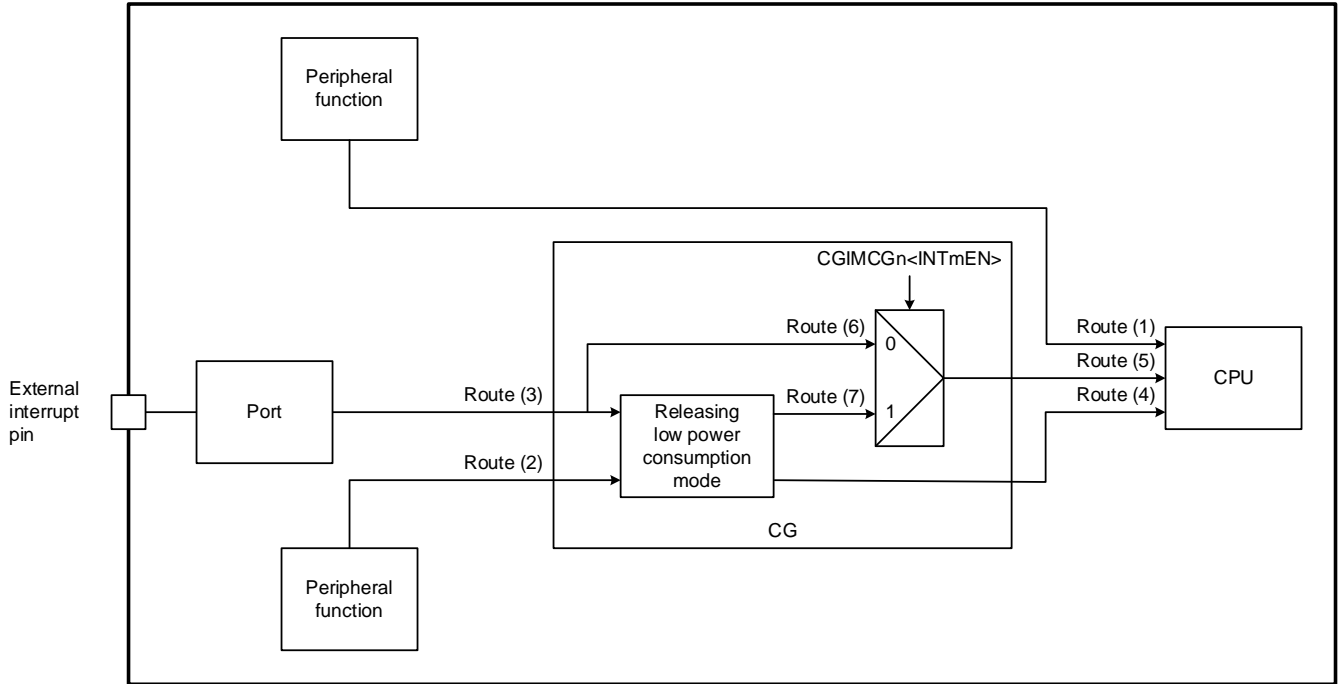 Peripheral
function
CGIMCGn<INTmEN>
Route (6)
Route (1)
0
Route (5)
External
interrupt
pin
Port
Route (3)
Route (7)
1
Route (4)
CPU
Releasing
low power
consumption
mode
Route (2)
CG
Peripheral
function